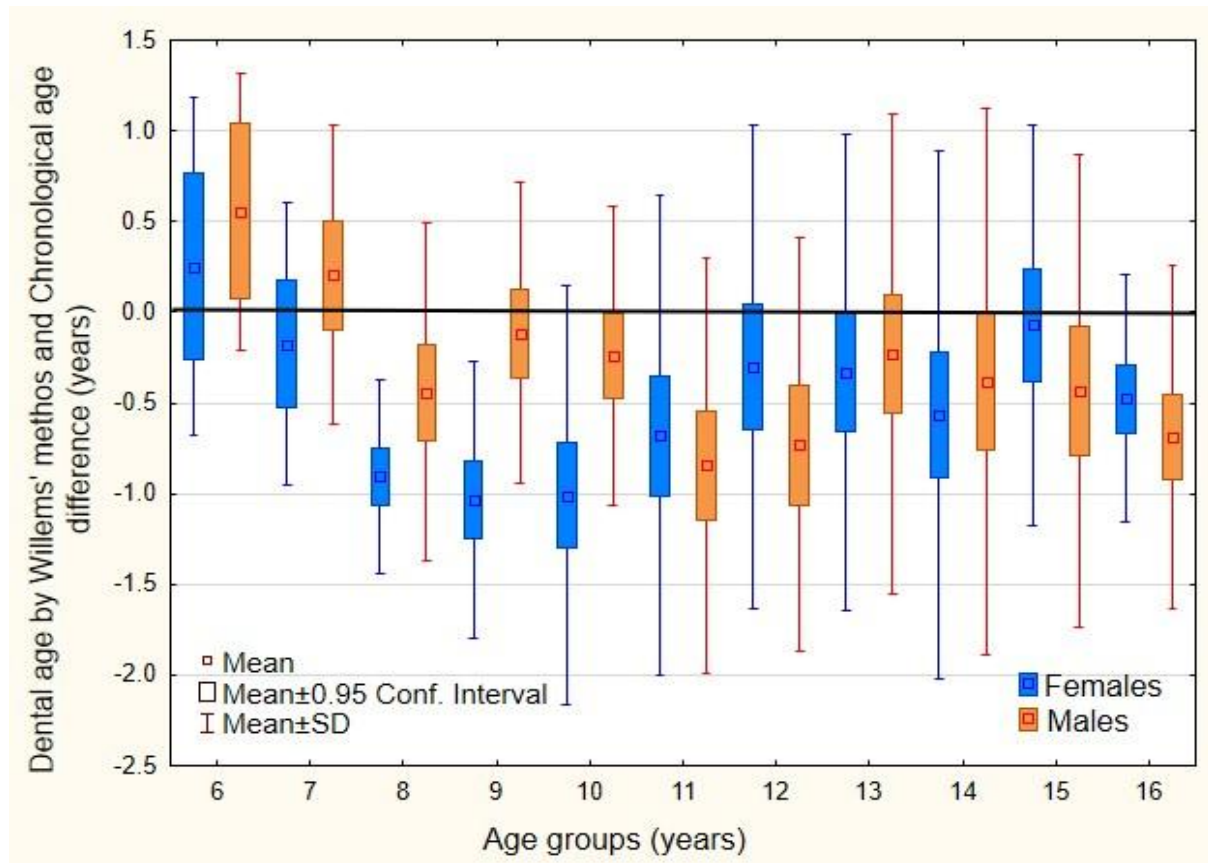 Dental age by Willems' methos and Chronological age
difference (years)
1.5
1.0
0.5
0.0
-0.5
-1.0
-1.5
-2.0
-2.5
Mean
Mean±0.95 Conf. Interval
Mean±SD
Females
Males
6 7 8 9 10 11 12 13 14 15 16
Age groups (years)